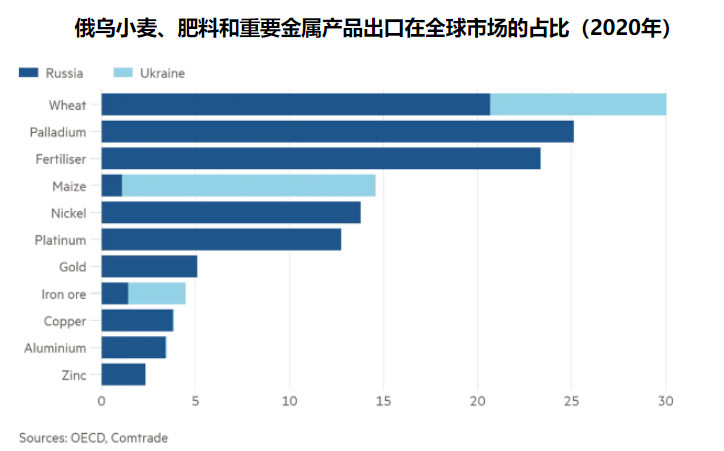 俄乌小麦、肥料和重要金属产品出口在全球市场的占比（2020年）
Russia Ukraine
Wheat
Palladium
Fertiliser
Maize
Nickel
Platinum
Gold
Iron ore
Copper
Aluminium
Zinc
0 5 10 15 20 25 30
Sources: OECD, Comtrade